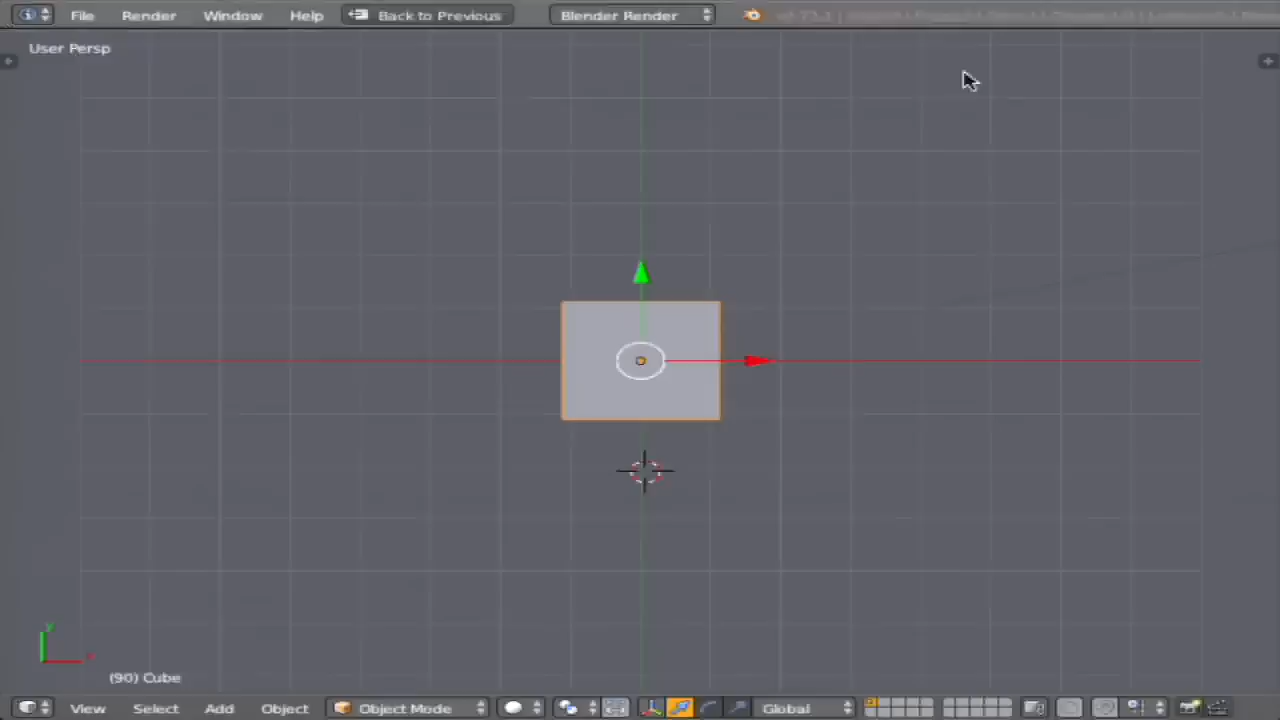 File Render Window Help Back to Previous Blender Render
User Persp
y
x
(90) Cube
View Select Add Object Object Mode Global